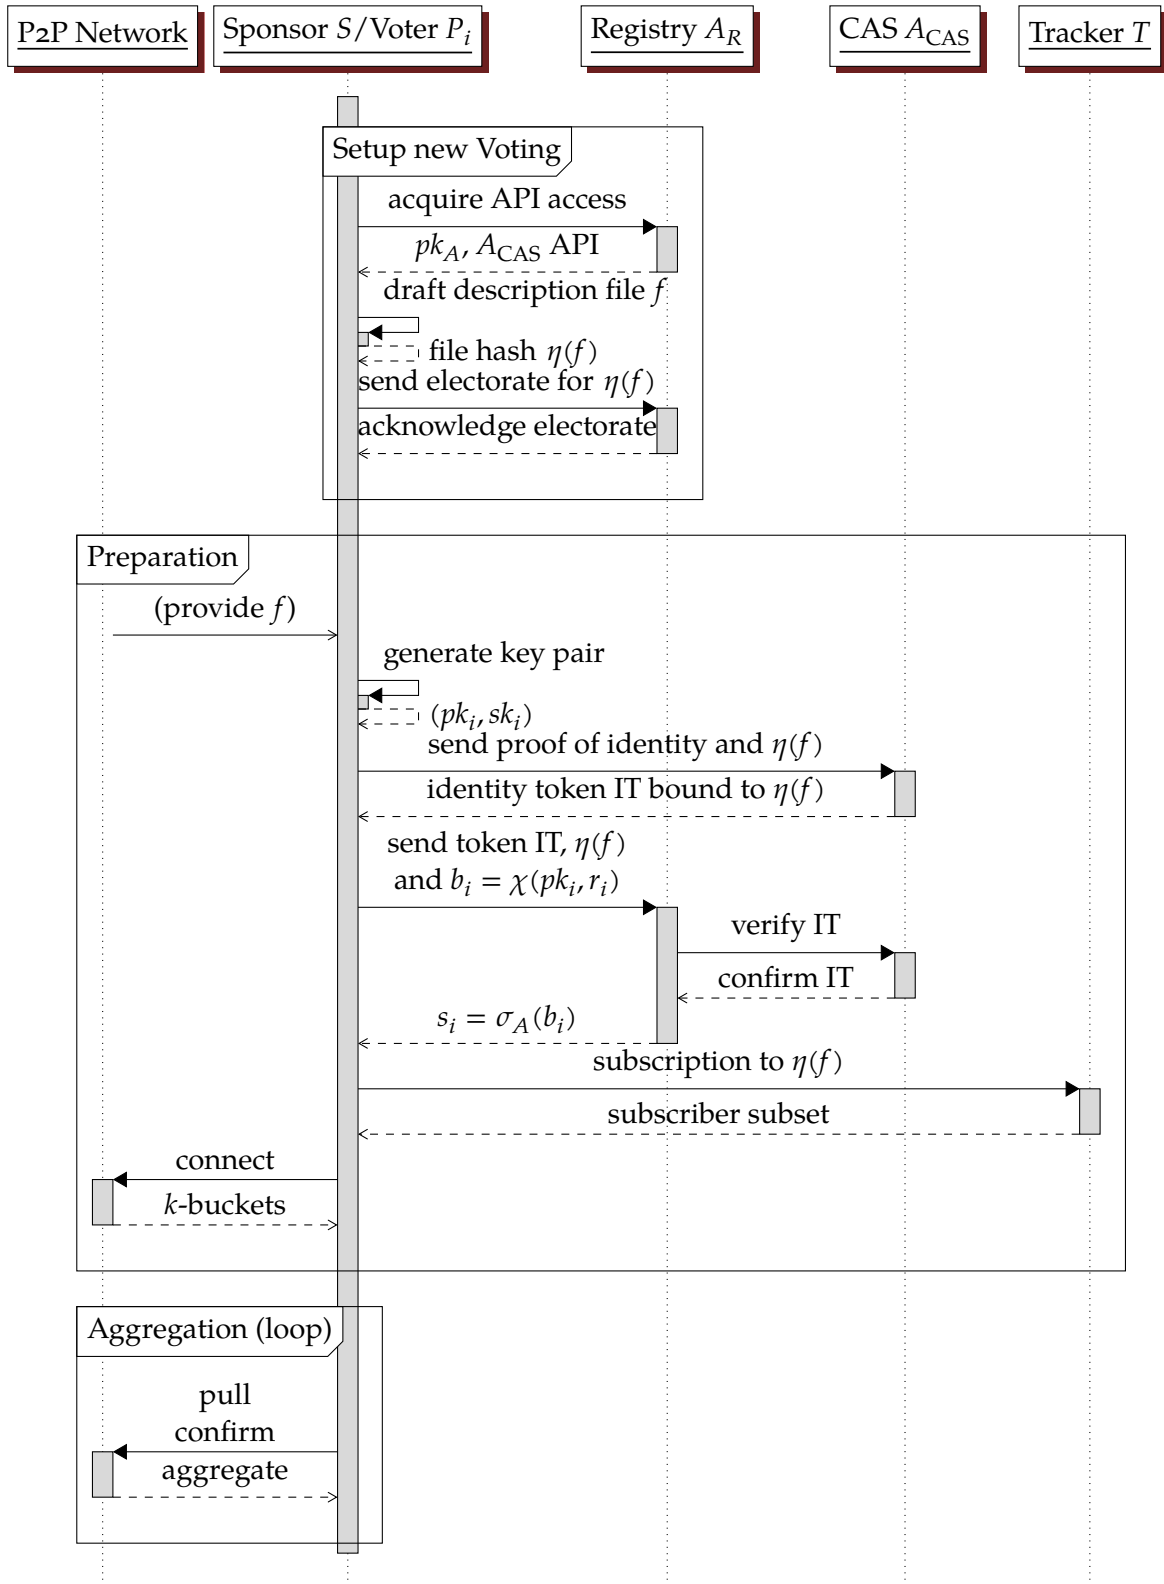 P2P Network
Sponsor S/Voter P_i
Registry A_R
CAS A_CAS
Tracker T
Setup new Voting
acquire API access
pk_A, A_CAS API
draft description file f
file hash η(f)
send electorate for η(f)
acknowledge electorate
Preparation
(provide f)
generate key pair
(pk_i, sk_i)
send proof of identity and η(f)
identity token IT bound to η(f)
send token IT, η(f)
and b_i = χ(pk_i, r_i)
verify IT
confirm IT
s_i = σ_A(b_i)
subscription to η(f)
subscriber subset
connect
k-buckets
Aggregation (loop)
pull
confirm
aggregate